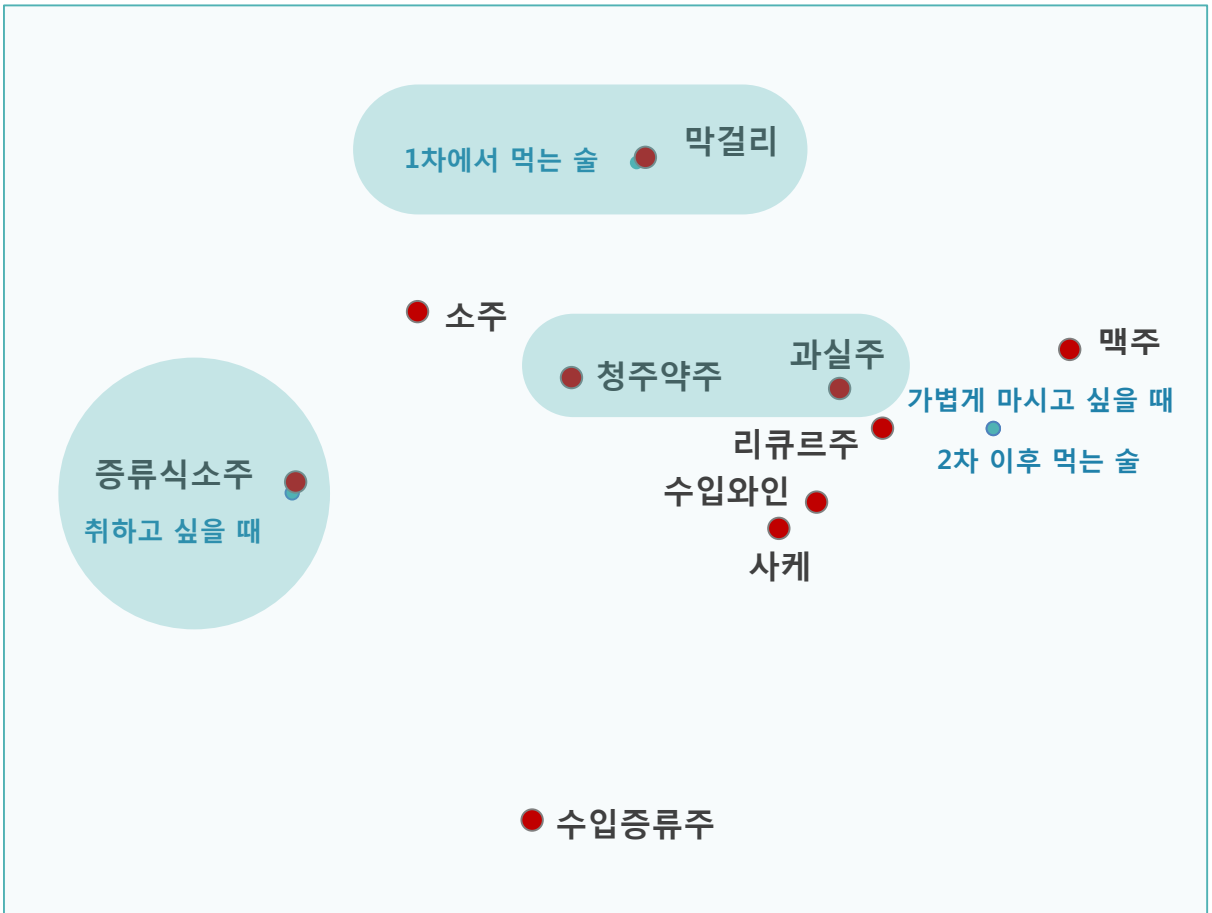 막걸리
1차에서 먹는 술
소주
맥주
과실주
청주약주
가볍게 마시고 싶을 때
리큐르주
2차 이후 먹는 술
증류식소주
수입와인
취하고 싶을 때
사케
수입증류주